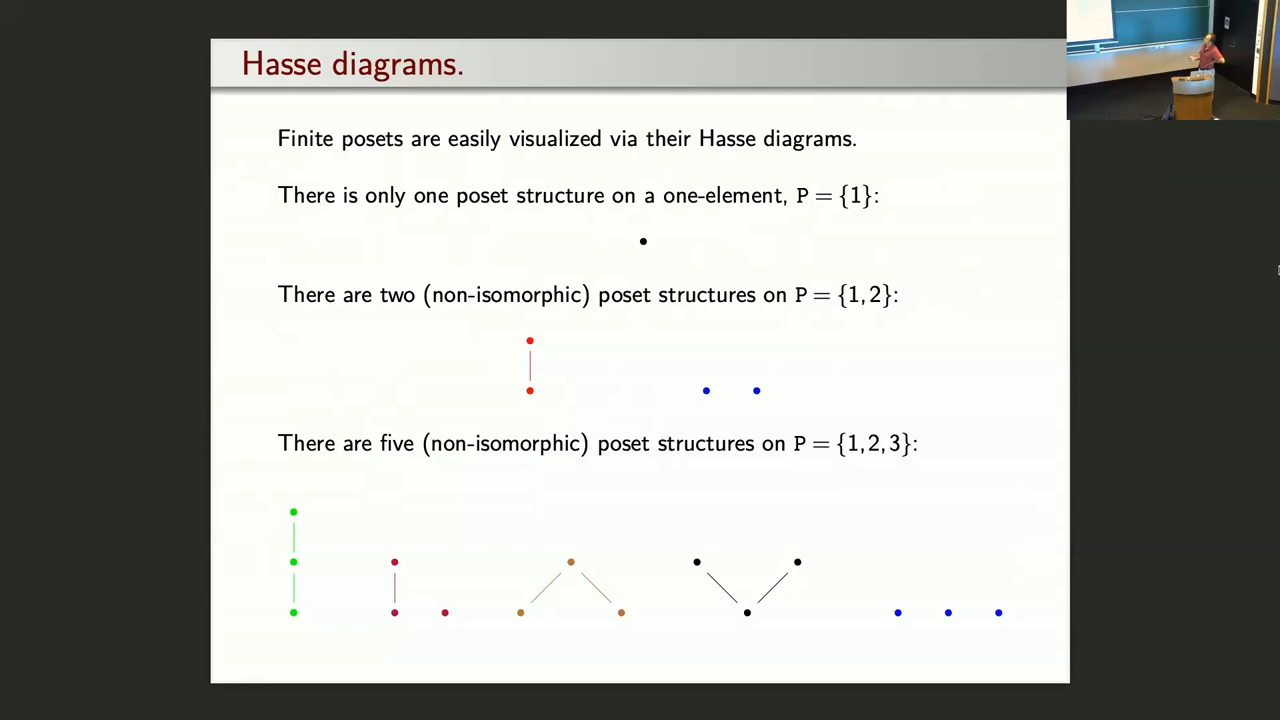 Hasse diagrams.
Finite posets are easily visualized via their Hasse diagrams.
There is only one poset structure on a one-element, P = {1}:
There are two (non-isomorphic) poset structures on P = {1, 2}:
There are five (non-isomorphic) poset structures on P = {1, 2, 3}: